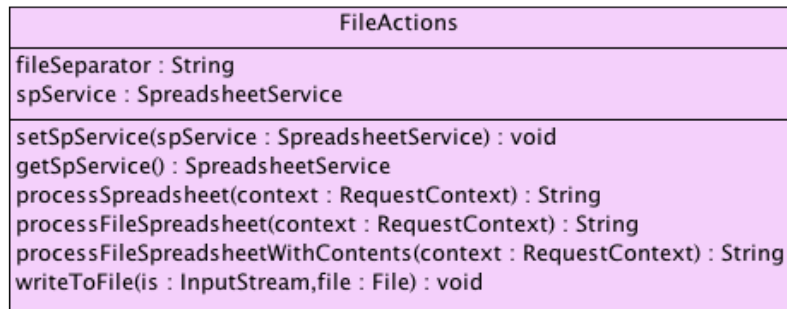 FileActions
fileSeparator : String
spService : SpreadsheetService
setSpService(spService : SpreadsheetService) : void
getSpService() : SpreadsheetService
processSpreadsheet(context : RequestContext) : String
processFileSpreadsheet(context : RequestContext) : String
processFileSpreadsheetWithContents(context : RequestContext) : String
writeToFile(is : InputStream,file : File) : void